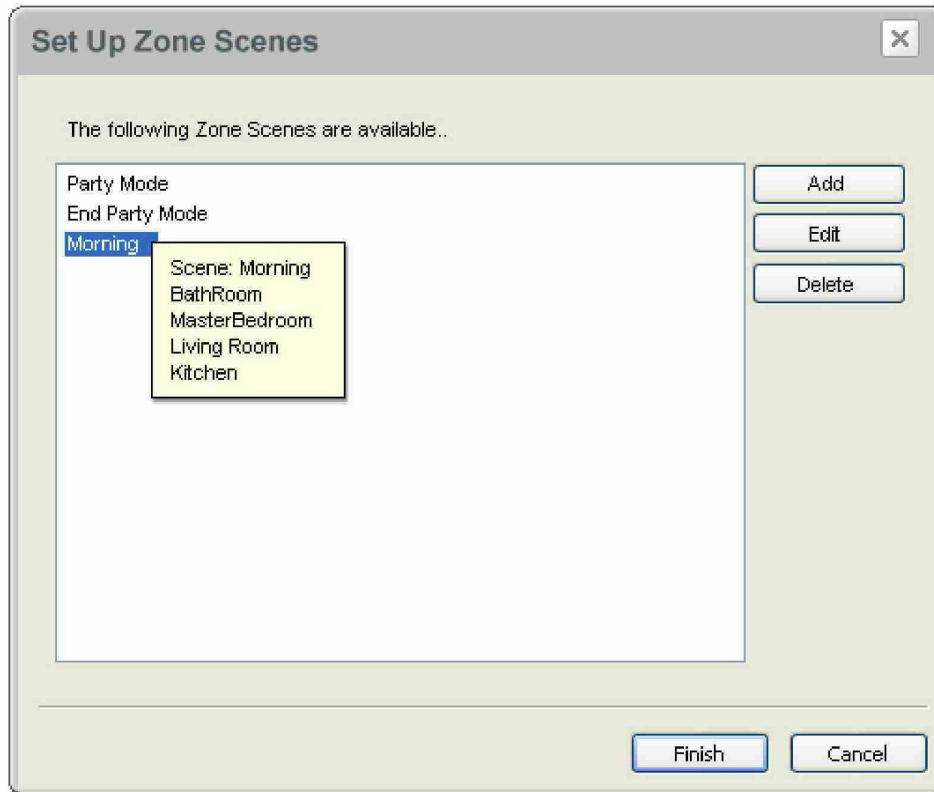 Set Up Zone Scenes
The following Zone Scenes are available..
Party Mode
End Party Mode
Morning
Scene: Morning
BathRoom
MasterBedroom
Living Room
Kitchen
Add
Edit
Delete
Finish
Cancel